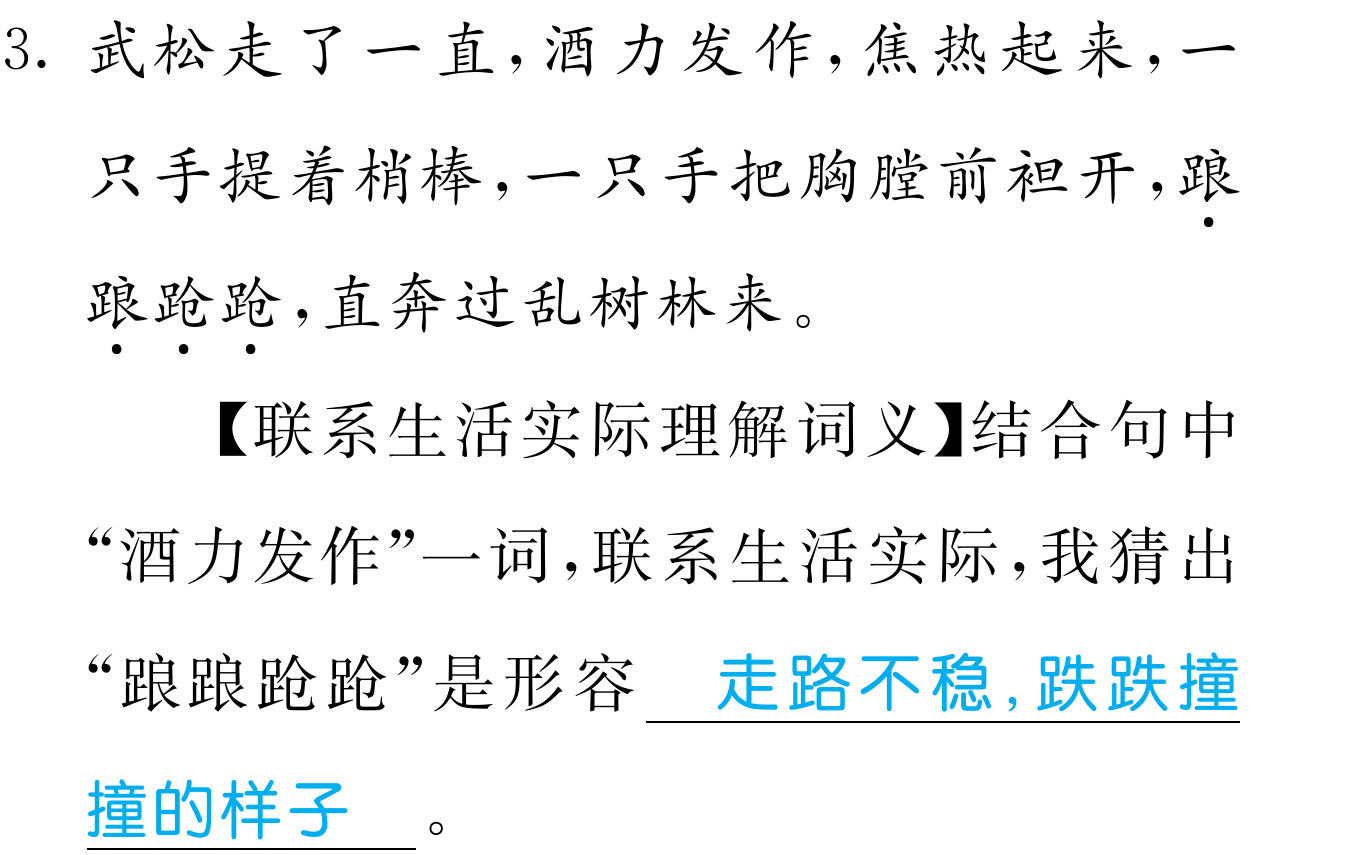 3. 武松走了一直,酒力发作,焦热起来,一
只手提着梢棒,一只手把胸膛前袒开,踉
踉跄跄,直奔过乱树林来。
【联系生活实际理解词义】结合句中
“酒力发作”一词,联系生活实际,我猜出
“踉踉跄跄”是形容 走路不稳,跌跌撞
撞的样子 。